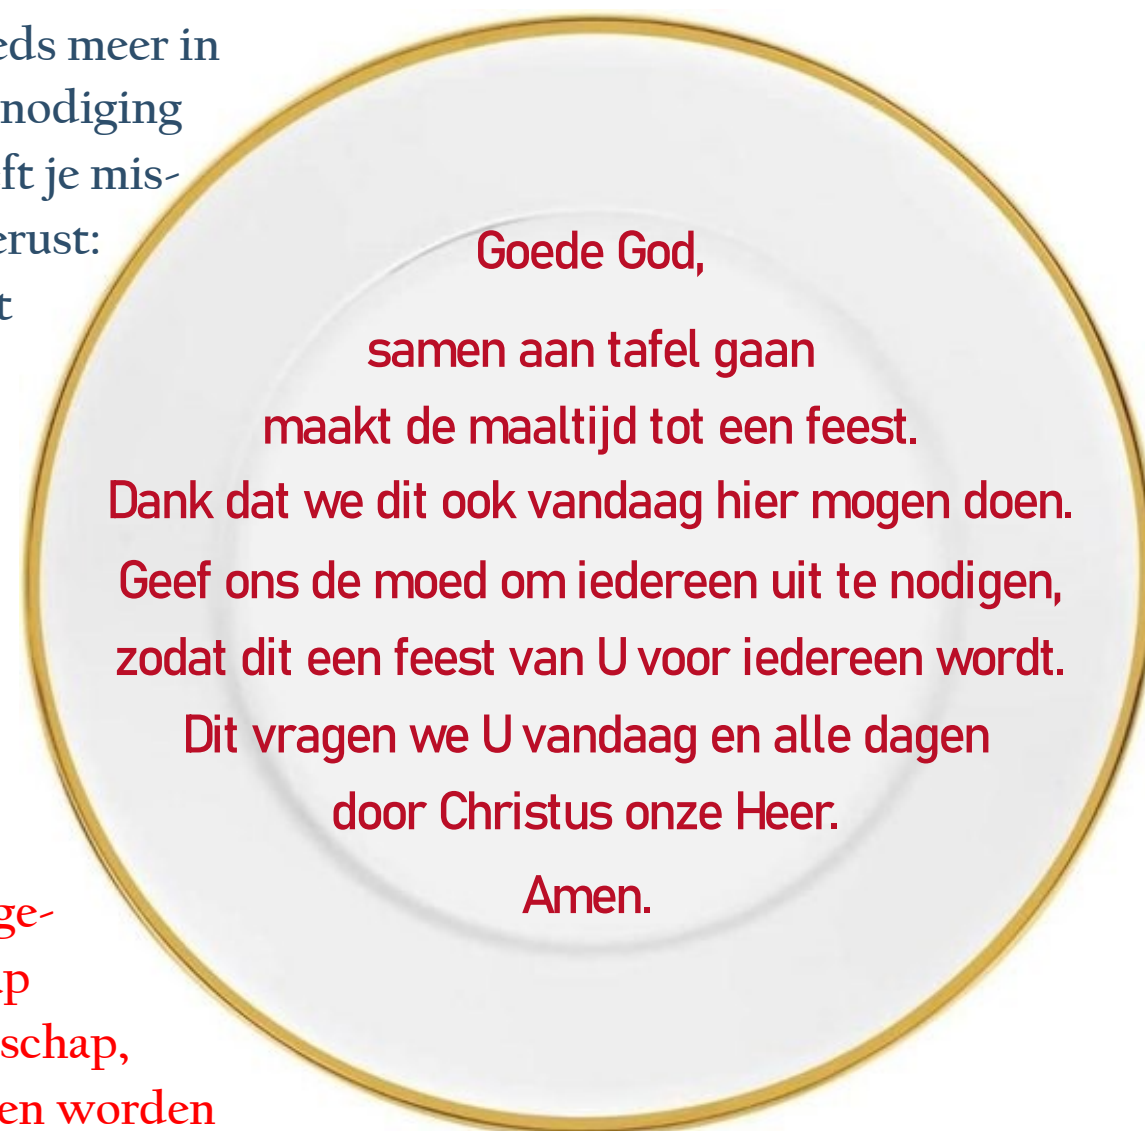 eds meer in
nodiging
ft je mis-
erust:
t
Goede God,
samen aan tafel gaan
maakt de maaltijd tot een feest.
Dank dat we dit ook vandaag hier mogen doen.
Geef ons de moed om iedereen uit te nodigen,
zodat dit een feest van U voor iedereen wordt.
Dit vragen we U vandaag en alle dagen
door Christus onze Heer.
Amen.
ge-
ap
schap,
en worden